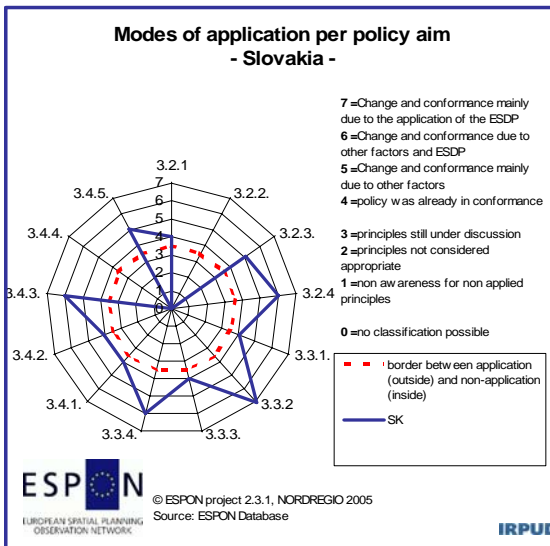 Modes of application per policy aim
- Slovakia -
7 =Change and conformance mainly
due to the application of the ESDP
6 =Change and conformance due to
other factors and ESDP
5 =Change and conformance mainly
due to other factors
4 =policy was already in conformance
3 =principles still under discussion
2 =principles not considered
appropriate
1 =non awareness for non applied
principles
0 =no classification possible
3.2.1
3.2.2.
3.2.3.
3.2.4
3.3.1.
3.3.2
3.3.3.
3.3.4.
3.4.1.
3.4.2.
3.4.3.
3.4.4.
3.4.5.
7
6
5
4
3
2
1
0
border between application
(outside) and non-application
(inside)
SK
ESPON
EUROPEAN SPATIAL PLANNING
OBSERVATION NETWORK
© ESPON project 2.3.1, NORDREGIO 2005
Source: ESPON Database
IRPUD